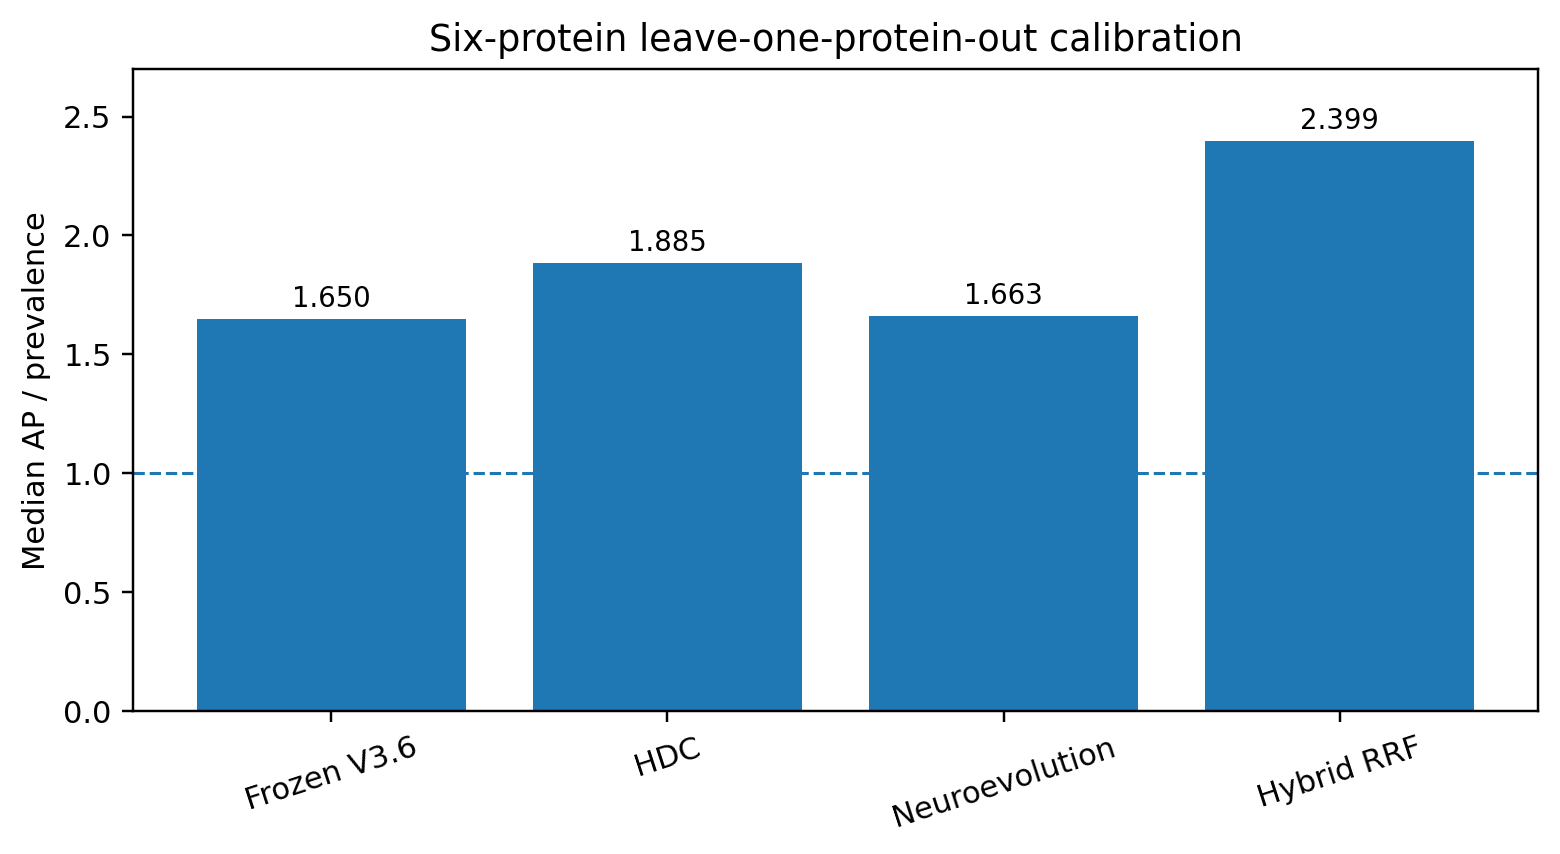 Six-protein leave-one-protein-out calibration
Median AP / prevalence
2.5
2.0
1.5
1.0
0.5
0.0
1.650
1.885
1.663
2.399
Frozen V3.6
HDC
Neuroevolution
Hybrid RRF